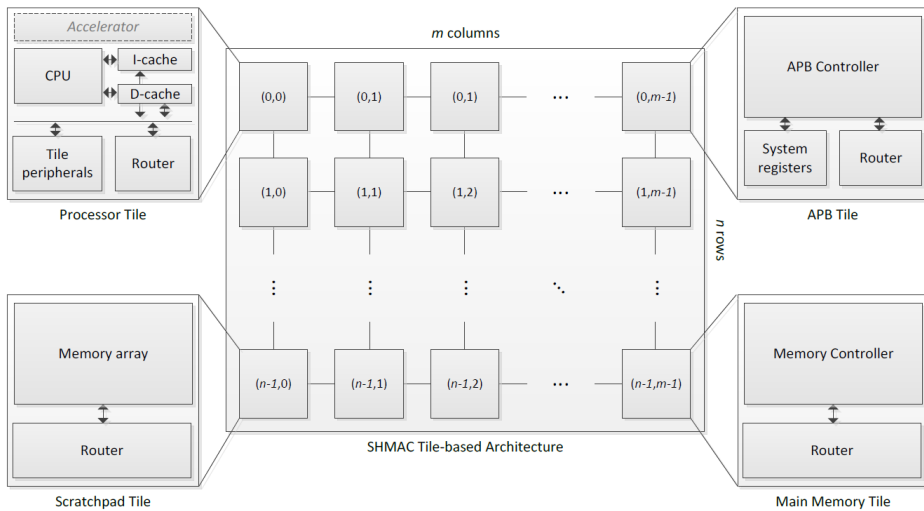 Accelerator
CPU
I-cache
D-cache
Tile
peripherals
Router
Processor Tile
m columns
(0,0)
(0,1)
(0,1)
...
(0,m-1)
(1,0)
(1,1)
(1,2)
...
(1,m-1)
n rows
(n-1,0)
(n-1,1)
(n-1,2)
...
(n-1,m-1)
SHMAC Tile-based Architecture
APB Controller
System
registers
Router
APB Tile
Memory array
Router
Scratchpad Tile
Memory Controller
Router
Main Memory Tile